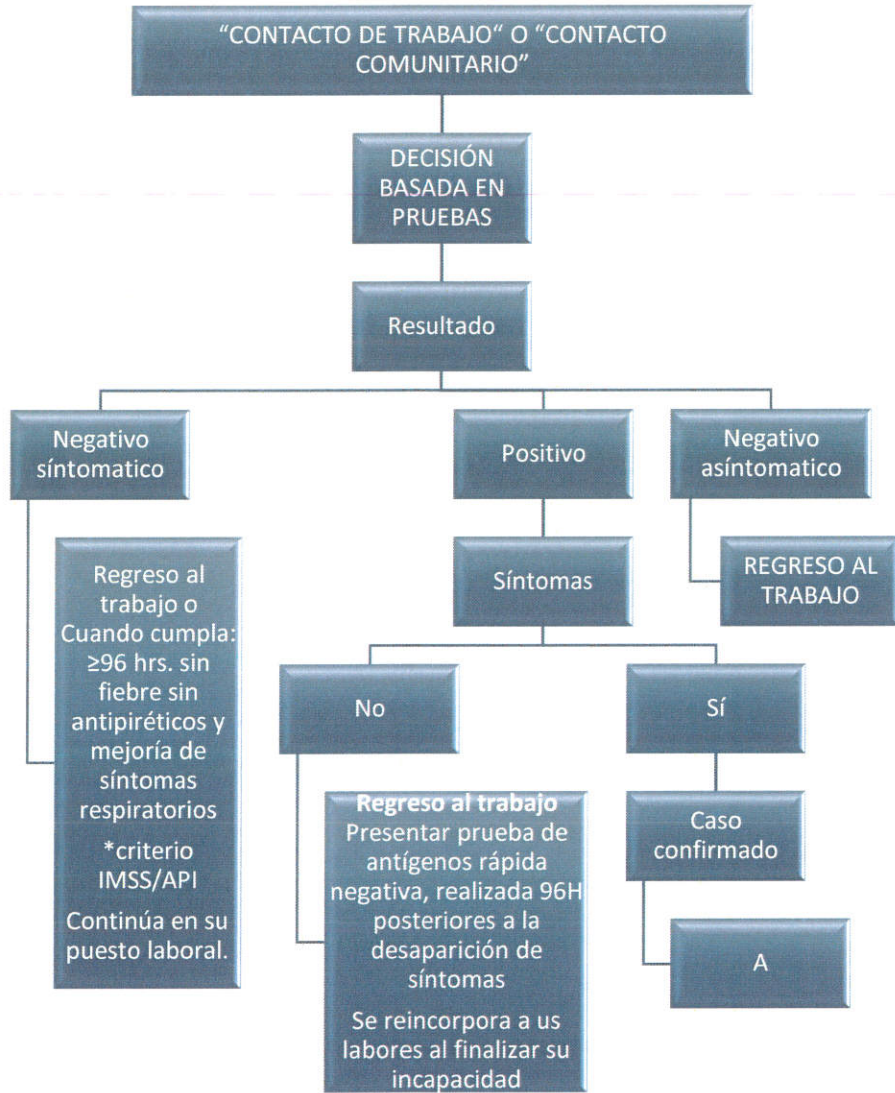 “CONTACTO DE TRABAJO“ O “CONTACTO
COMUNITARIO”
DECISIÓN
BASADA EN
PRUEBAS
Resultado
Negativo
síntomatico
Positivo
Negativo
asíntomatico
Regreso al
trabajo o
Cuando cumpla:
≥96 hrs. sin
fiebre sin
antipiréticos y
mejoría de
síntomas
respiratorios
*criterio
IMSS/API
Continúa en su
puesto laboral.
Síntomas
REGRESO AL
TRABAJO
No
Sí
Regreso al trabajo
Presentar prueba de
antígenos rápida
negativa, realizada 96H
posteriores a la
desaparición de
síntomas
Se reincorpora a us
labores al finalizar su
incapacidad
Caso
confirmado
A